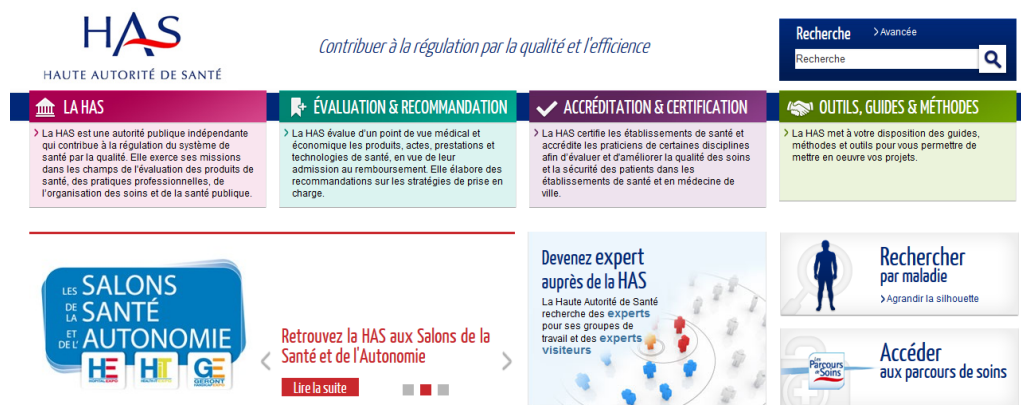 HAS
HAUTE AUTORITÉ DE SANTÉ
Contribuer à la régulation par la qualité et l'efficience
Recherche
Avancée
Recherche
LA HAS
La HAS est une autorité publique indépendante
qui contribue à la régulation du système de
santé par la qualité. Elle exerce ses missions
dans les champs de l'évaluation des produits de
santé, des pratiques professionnelles, de
l'organisation des soins et de la santé publique.
ÉVALUATION & RECOMMANDATION
La HAS évalue d'un point de vue médical et
économique les produits, actes, prestations et
technologies de santé, en vue de leur
admission au remboursement. Elle élabore des
recommandations sur les stratégies de prise en
charge.
ACCRÉDITATION & CERTIFICATION
La HAS certifie les établissements de santé et
accrédite les praticiens de certaines disciplines
afin d'évaluer et d'améliorer la qualité des soins
et la sécurité des patients dans les
établissements de santé et en médecine de
ville.
OUTILS, GUIDES & MÉTHODES
La HAS met à votre disposition des guides,
méthodes et outils pour vous permettre de
mettre en oeuvre vos projets.
LES SALONS
DE LA SANTÉ
ET DE L' AUTONOMIE
HE
HIT
GE
Retrouvez la HAS aux Salons de la
Santé et de l'Autonomie
Lire la suite
Devenez expert
auprès de la HAS
La Haute Autorité de Santé
recherche des experts
pour ses groupes de
travail et des experts
visiteurs
Rechercher
par maladie
Agrandir la silhouette
Les
Parcours
de Soins
Accéder
aux parcours de soins